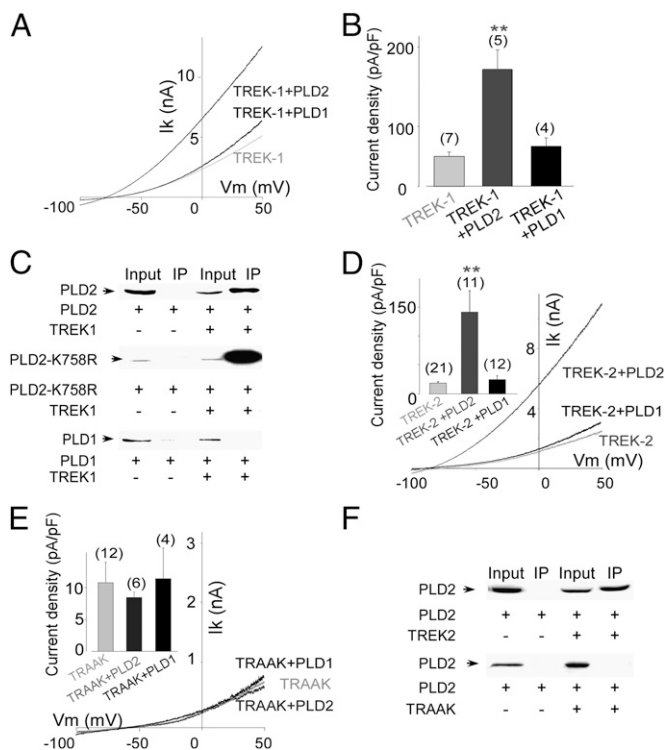 A
Ik (nA)
10
5
TREK-1+PLD2
TREK-1+PLD1
TREK-1
Vm (mV)
-100
-50
0
50
B
Current density (pA/pF)
200
100
0
(7)
**
(5)
(4)
TREK-1
TREK-1 +PLD2
TREK-1 +PLD1
C
Input IP Input IP
PLD2
PLD2 + + + +
TREK1 - - + +
PLD2-K758R
PLD2-K758R + + + +
TREK1 - - + +
PLD1
PLD1 + + + +
TREK1 - - + +
D
Current density (pA/pF)
150
0
(21)
**
(11)
(12)
TREK-2
TREK-2 +PLD2
TREK-2 +PLD1
Ik (nA)
8
4
TREK-2+PLD2
TREK-2+PLD1
TREK-2
Vm (mV)
-100
-50
0
50
E
Current density (pA/pF)
10
5
0
(12)
(6)
(4)
TRAAK
TRAAK+PLD2
TRAAK+PLD1
Ik (nA)
3
2
1
TRAAK+PLD1
TRAAK
TRAAK+PLD2
Vm (mV)
-100
-50
0
50
F
Input IP Input IP
PLD2
PLD2 + + + +
TREK2 - - + +
PLD2
PLD2 + + + +
TRAAK - - + +